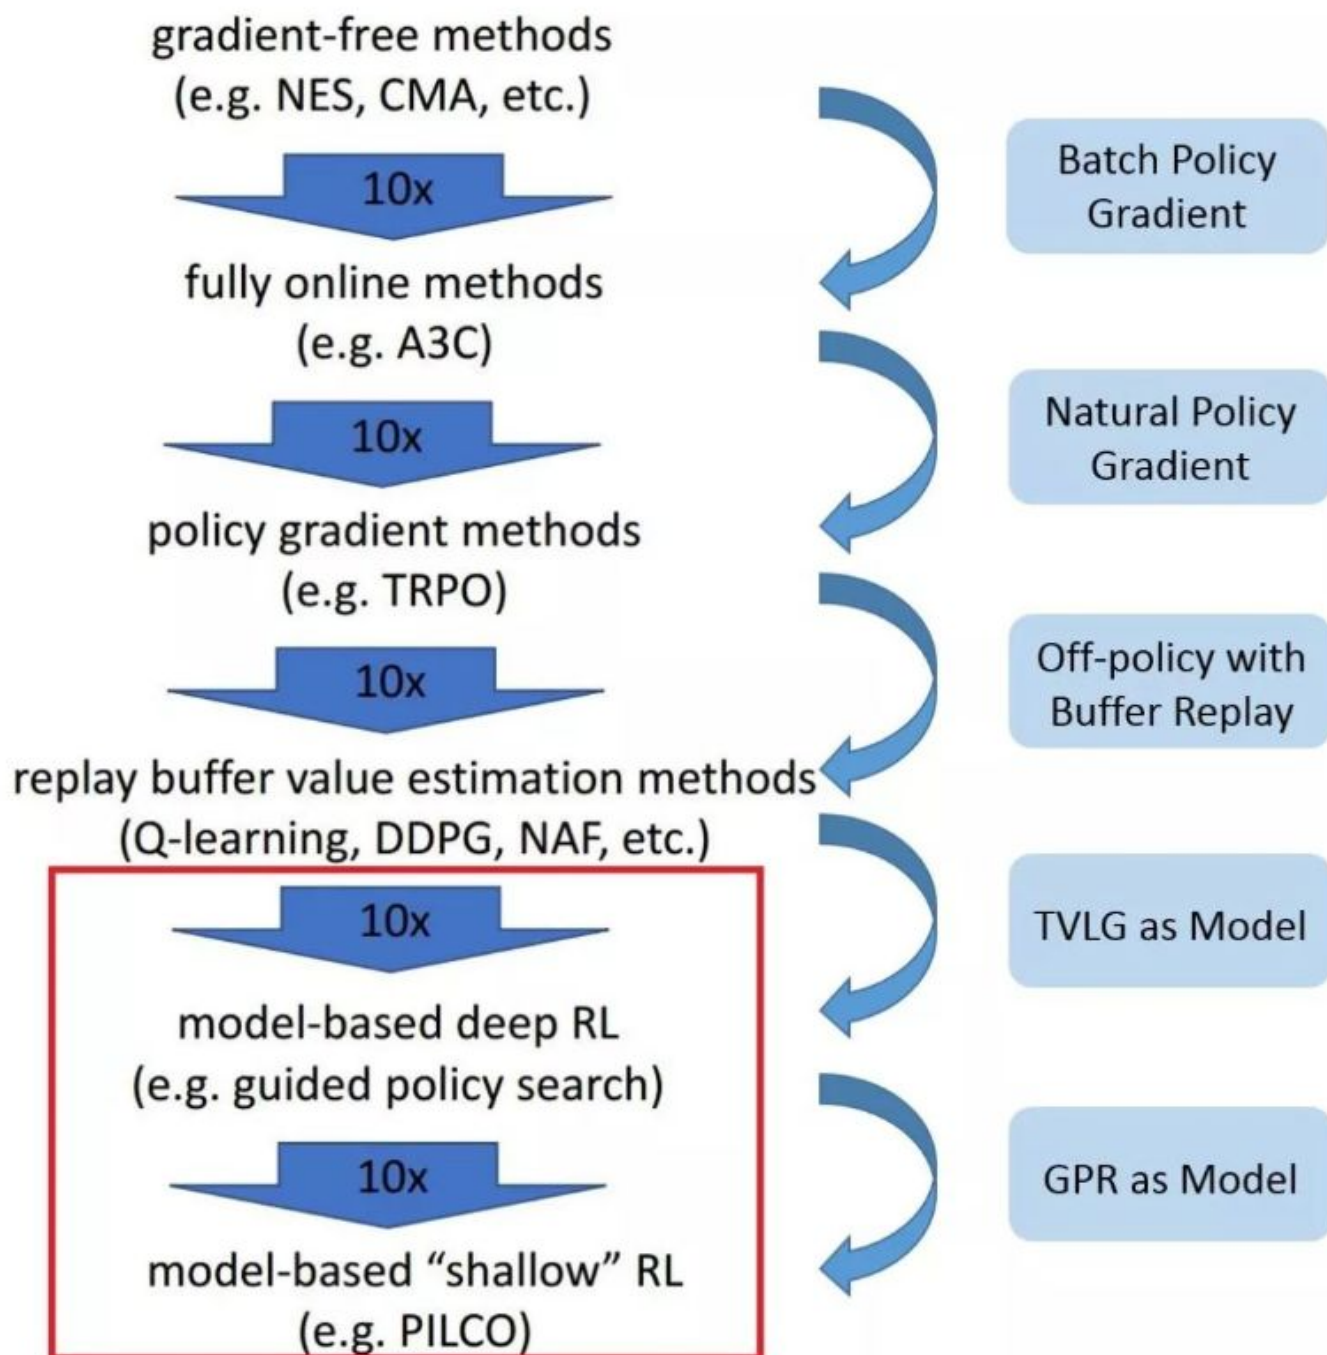 gradient-free methods
(e.g. NES, CMA, etc.)
10x
Batch Policy
Gradient
fully online methods
(e.g. A3C)
10x
Natural Policy
Gradient
policy gradient methods
(e.g. TRPO)
10x
Off-policy with
Buffer Replay
replay buffer value estimation methods
(Q-learning, DDPG, NAF, etc.)
10x
TVLG as Model
model-based deep RL
(e.g. guided policy search)
10x
GPR as Model
model-based “shallow” RL
(e.g. PILCO)